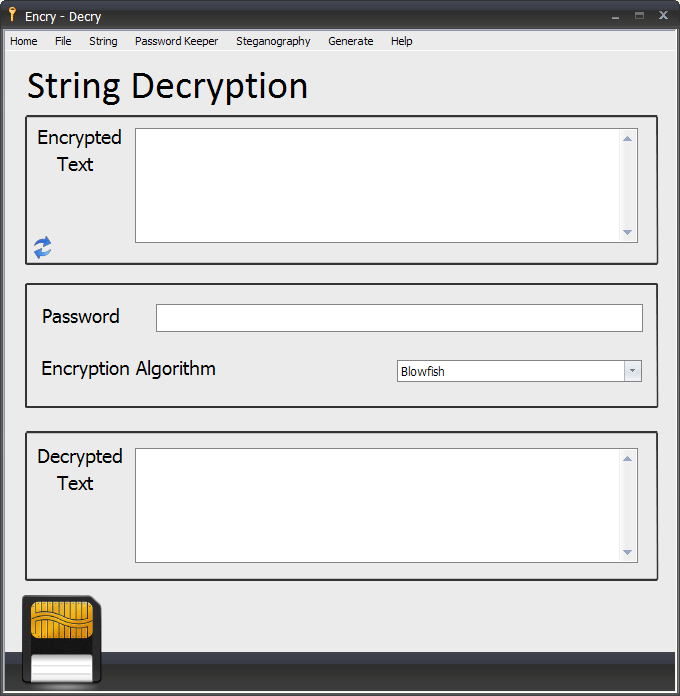 Encry - Decry
Home File String Password Keeper Steganography Generate Help
String Decryption
Encrypted
Text
Password
Encryption Algorithm Blowfish
Decrypted
Text